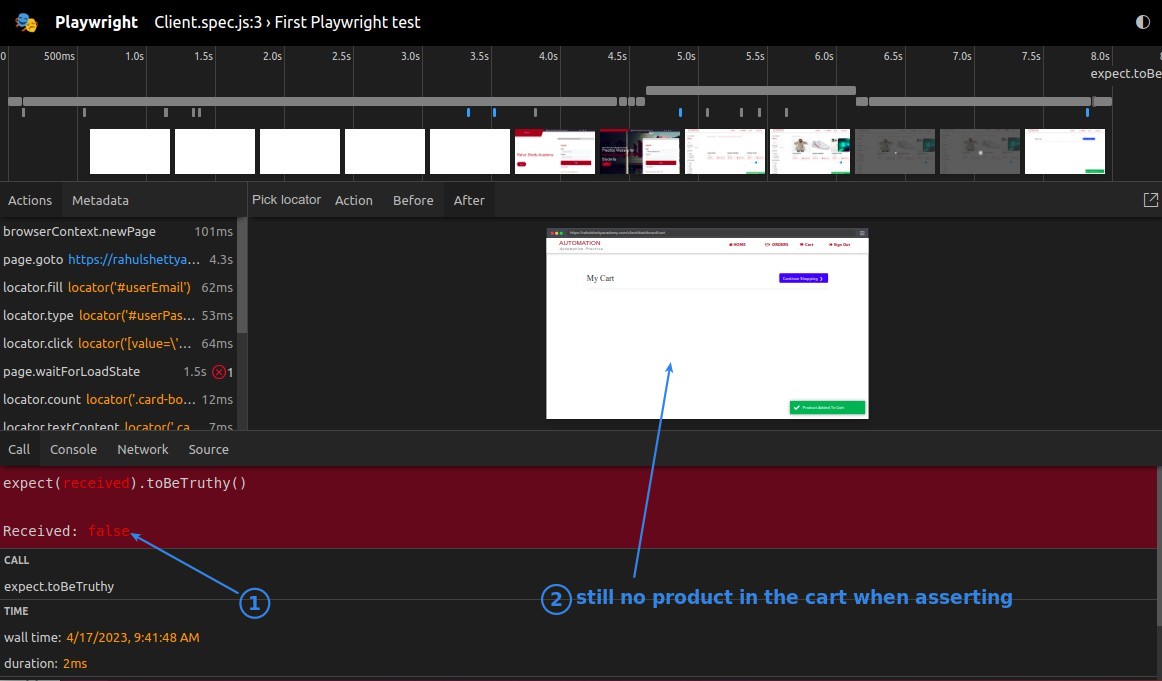 Playwright Client.spec.js:3 › First Playwright test
0 500ms 1.0s 1.5s 2.0s 2.5s 3.0s 3.5s 4.0s 4.5s 5.0s 5.5s 6.0s 6.5s 7.0s 7.5s 8.0s 8
expect.toBe
Actions Metadata
Pick locator Action Before After
browserContext.newPage 101ms
page.goto https://rahulshettya... 4.3s
locator.fill locator('#userEmail') 62ms
locator.type locator('#userPas... 53ms
locator.click locator('[value=\'... 64ms
page.waitForLoadState 1.5s 1
locator.count locator('.card-bo... 12ms
locator.textContent locator('.ca 7ms
https://rahulshettyacademy.com/client/dashboard/cart
AUTOMATION
Automation Practice
HOME ORDERS Cart Sign Out
My Cart
Continue Shopping ❯
Product Added To Cart
Call Console Network Source
expect(received).toBeTruthy()
Received: false
CALL
expect.toBeTruthy
1
2 still no product in the cart when asserting
TIME
wall time: 4/17/2023, 9:41:48 AM
duration: 2ms